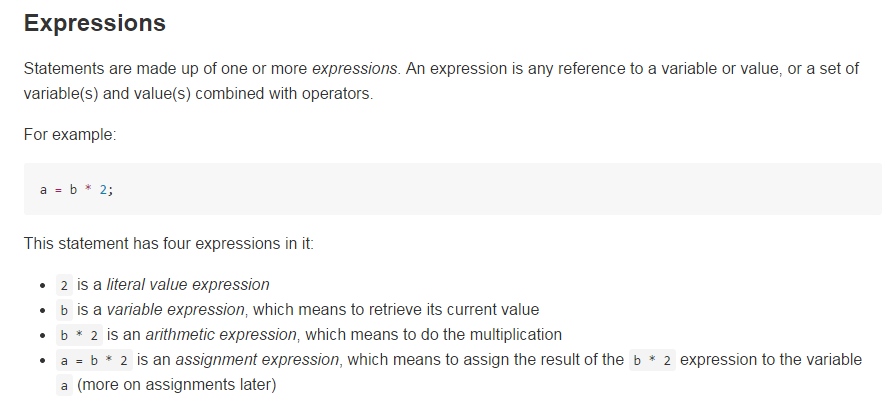 Expressions
Statements are made up of one or more expressions. An expression is any reference to a variable or value, or a set of
variable(s) and value(s) combined with operators.
For example:
a = b * 2;
This statement has four expressions in it:
• 2 is a literal value expression
• b is a variable expression, which means to retrieve its current value
• b * 2 is an arithmetic expression, which means to do the multiplication
• a = b * 2 is an assignment expression, which means to assign the result of the b * 2 expression to the variable
a (more on assignments later)